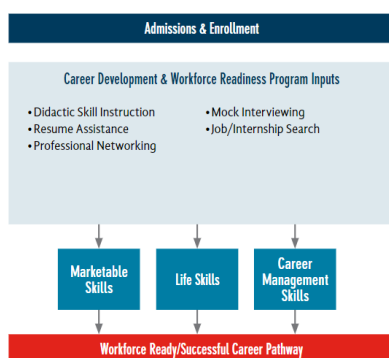 Admissions & Enrollment
Career Development & Workforce Readiness Program Inputs
• Didactic Skill Instruction
• Resume Assistance
• Professional Networking
• Mock Interviewing
• Job/Internship Search
Marketable
Skills
Life Skills
Career
Management
Skills
Workforce Ready/Successful Career Pathway